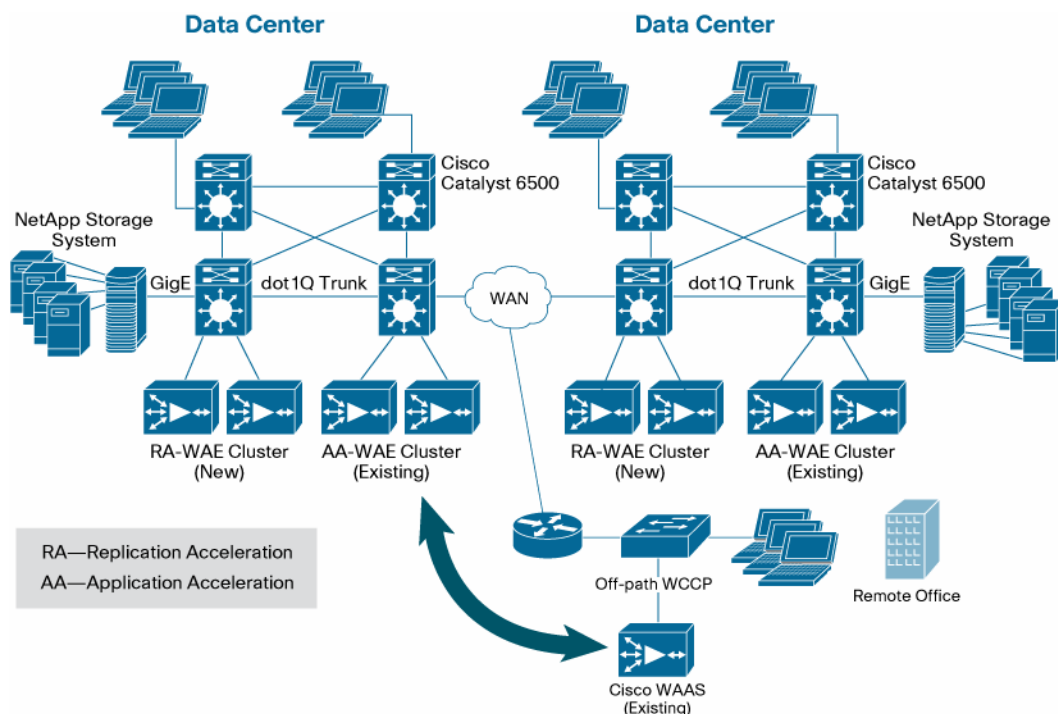 Data Center
Data Center
Cisco
Catalyst 6500
Cisco
Catalyst 6500
NetApp Storage
System
NetApp Storage
System
GigE
dot1Q Trunk
WAN
dot1Q Trunk
GigE
RA-WAE Cluster
(New)
AA-WAE Cluster
(Existing)
RA-WAE Cluster
(New)
AA-WAE Cluster
(Existing)
RA—Replication Acceleration
AA—Application Acceleration
Off-path WCCP
Remote Office
Cisco WAAS
(Existing)